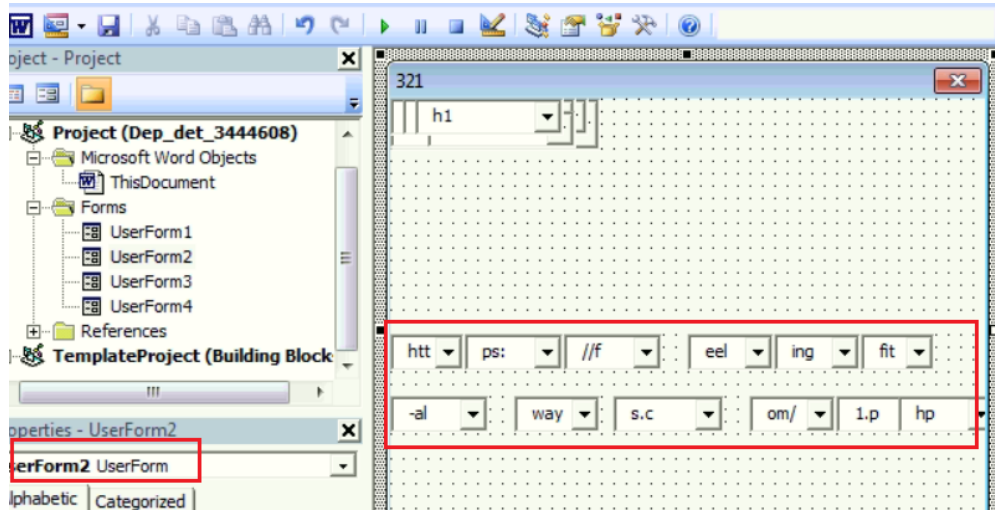 oject - Project
321
h1
Project (Dep_det_3444608)
Microsoft Word Objects
ThisDocument
Forms
UserForm1
UserForm2
UserForm3
UserForm4
References
TemplateProject (Building Block
htt ps: //f eel ing fit
-al way s.c om/ 1.p hp
operties - UserForm2
serForm2 UserForm
lphabetic Categorized